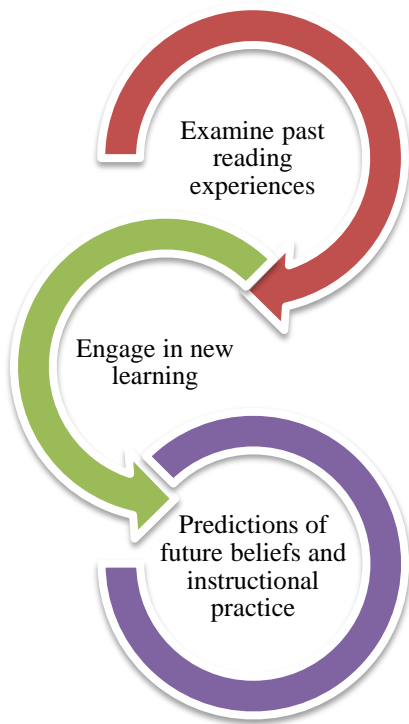 Examine past
reading
experiences
Engage in new
learning
Predictions of
future beliefs and
instructional
practice